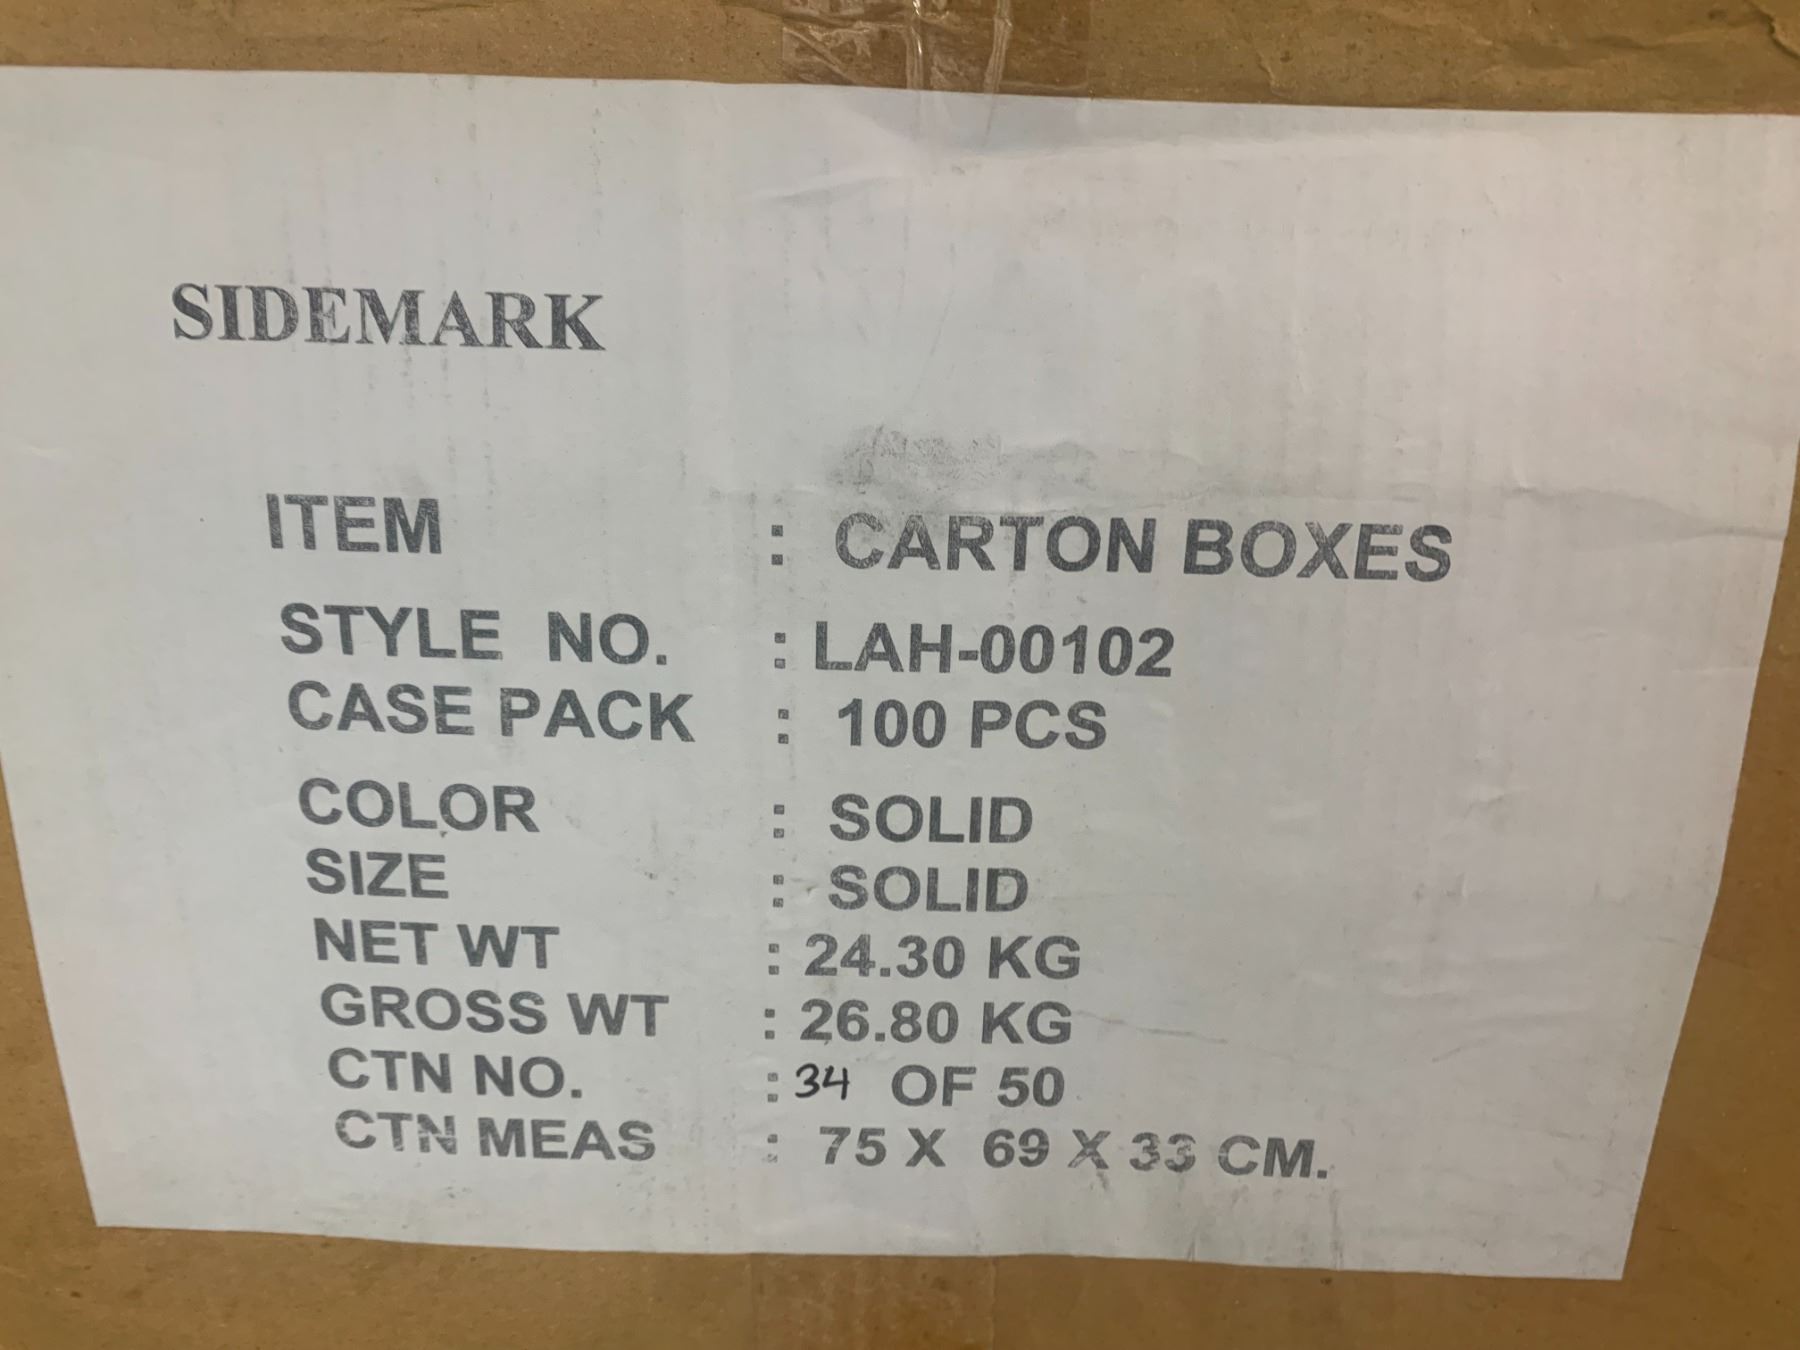 SIDEMARK
ITEM : CARTON BOXES
STYLE NO. : LAH-00102
CASE PACK : 100 PCS
COLOR : SOLID
SIZE : SOLID
NET WT : 24.30 KG
GROSS WT : 26.80 KG
CTN NO. : 34 OF 50
CTN MEAS : 75 X 69 X 33 CM.